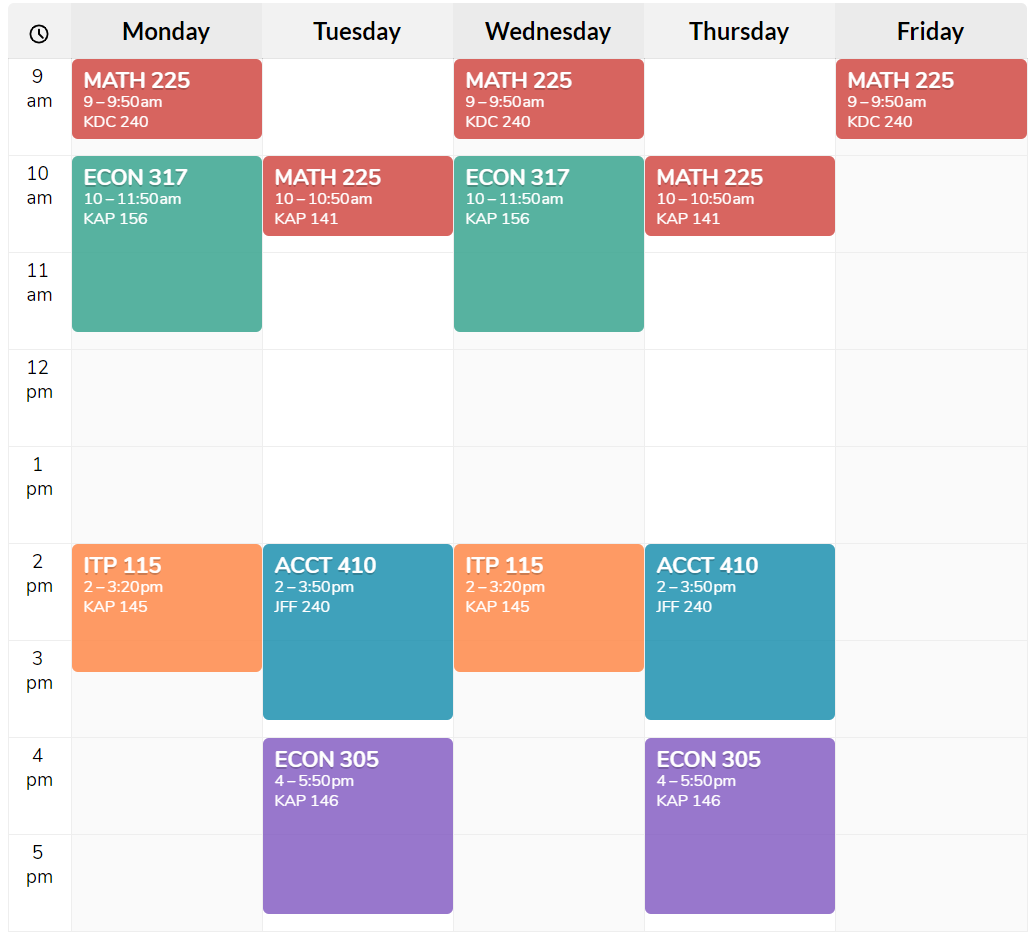 Monday Tuesday Wednesday Thursday Friday
9
am
MATH 225
9 – 9:50am
KDC 240
MATH 225
9 – 9:50am
KDC 240
MATH 225
9 – 9:50am
KDC 240
10
am
ECON 317
10 – 11:50am
KAP 156
MATH 225
10 – 10:50am
KAP 141
ECON 317
10 – 11:50am
KAP 156
MATH 225
10 – 10:50am
KAP 141
11
am
12
pm
1
pm
2
pm
ITP 115
2 – 3:20pm
KAP 145
ACCT 410
2 – 3:50pm
JFF 240
ITP 115
2 – 3:20pm
KAP 145
ACCT 410
2 – 3:50pm
JFF 240
3
pm
4
pm
ECON 305
4 – 5:50pm
KAP 146
ECON 305
4 – 5:50pm
KAP 146
5
pm